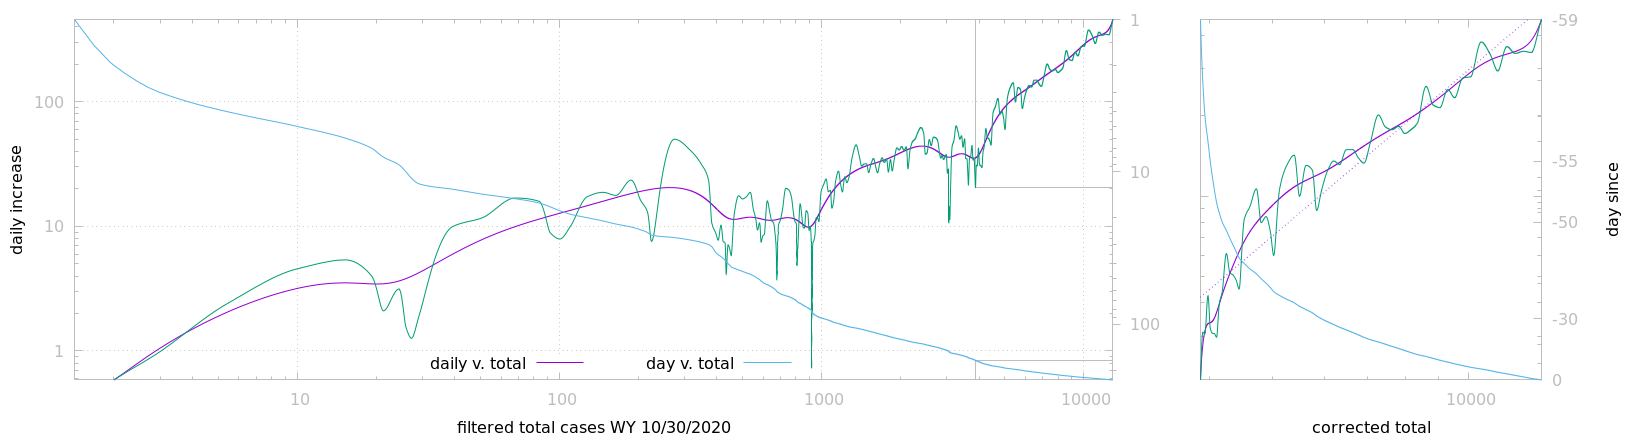 daily increase
100
10
1
1
10
100
10
100
1000
10000
daily v. total
day v. total
filtered total cases WY 10/30/2020
10000
corrected total
-59
-55
-50
-30
0
day since